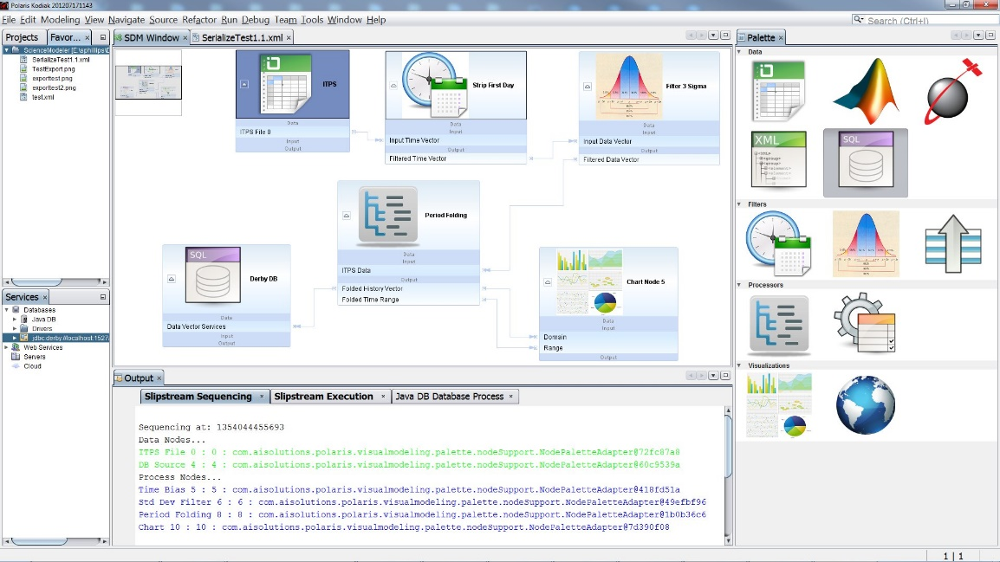 Polaris Kodiak 201207171143
File Edit Modeling View Navigate Source Refactor Run Debug Team Tools Window Help
Search (Ctrl+I)
Projects Favor... ×
ScienceModeler
SerializeTest1.1.xml
TestExport.png
exportest.png
exportest2.png
test.xml
Services ×
Databases
Java DB
Drivers
jdbc:derby://localhost:1527/
Web Services
Servers
Cloud
SDM Window × SerializeTest1.1.xml ×
ITPS
Data
ITPS File 0
Input
Output
Strip First Day
Data
Input
Input Time Vector
Output
Filtered Time Vector
Filter 3 Sigma
Data
Input
Input Data Vector
Output
Filtered Data Vector
Period Folding
Data
Input
ITPS Data
Output
Folded History Vector
Folded Time Range
SQL
Derby DB
Data
Data Vector Services
Input
Output
Chart Node 5
Data
Input
Domain
Range
Output
Output ×
Slipstream Sequencing × Slipstream Execution × Java DB Database Process ×
Sequencing at: 1354044455693
Data Nodes...
ITPS File 0 : 0 : com.aisolutions.polaris.visualmodeling.palette.nodeSupport.NodePaletteAdapter@72fc87a8
DB Source 4 : 4 : com.aisolutions.polaris.visualmodeling.palette.nodeSupport.NodePaletteAdapter@60c9539a
Process Nodes...
Time Bias 5 : 5 : com.aisolutions.polaris.visualmodeling.palette.nodeSupport.NodePaletteAdapter@418fd51a
Std Dev Filter 6 : 6 : com.aisolutions.polaris.visualmodeling.palette.nodeSupport.NodePaletteAdapter@49efbf96
Period Folding 8 : 8 : com.aisolutions.polaris.visualmodeling.palette.nodeSupport.NodePaletteAdapter@1b0b36c6
Chart 10 : 10 : com.aisolutions.polaris.visualmodeling.palette.nodeSupport.NodePaletteAdapter@7d390f08
Palette ×
Data
XML
SQL
Filters
Processors
Visualizations
1 | 1